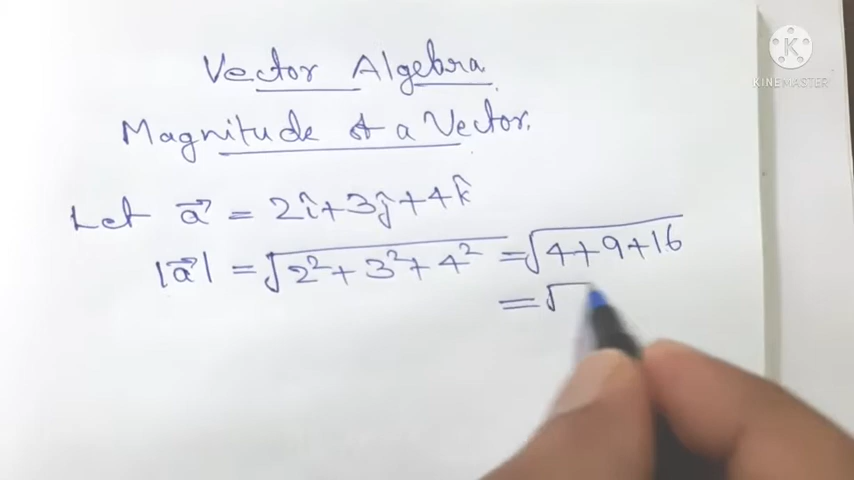 Vector Algebra
Magnitude of a Vector.
Let a⃗ = 2î+3ĵ+4k̂
|a⃗| = √2²+3²+4² = √4+9+16
= √
K
KINEMASTER